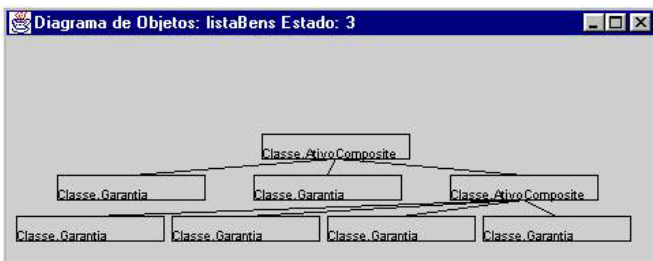 Diagrama de Objetos: listaBens Estado: 3
Classe.AtivoComposite
Classe.Garantia Classe.Garantia Classe.AtivoComposite
Classe.Garantia Classe.Garantia Classe.Garantia Classe.Garantia